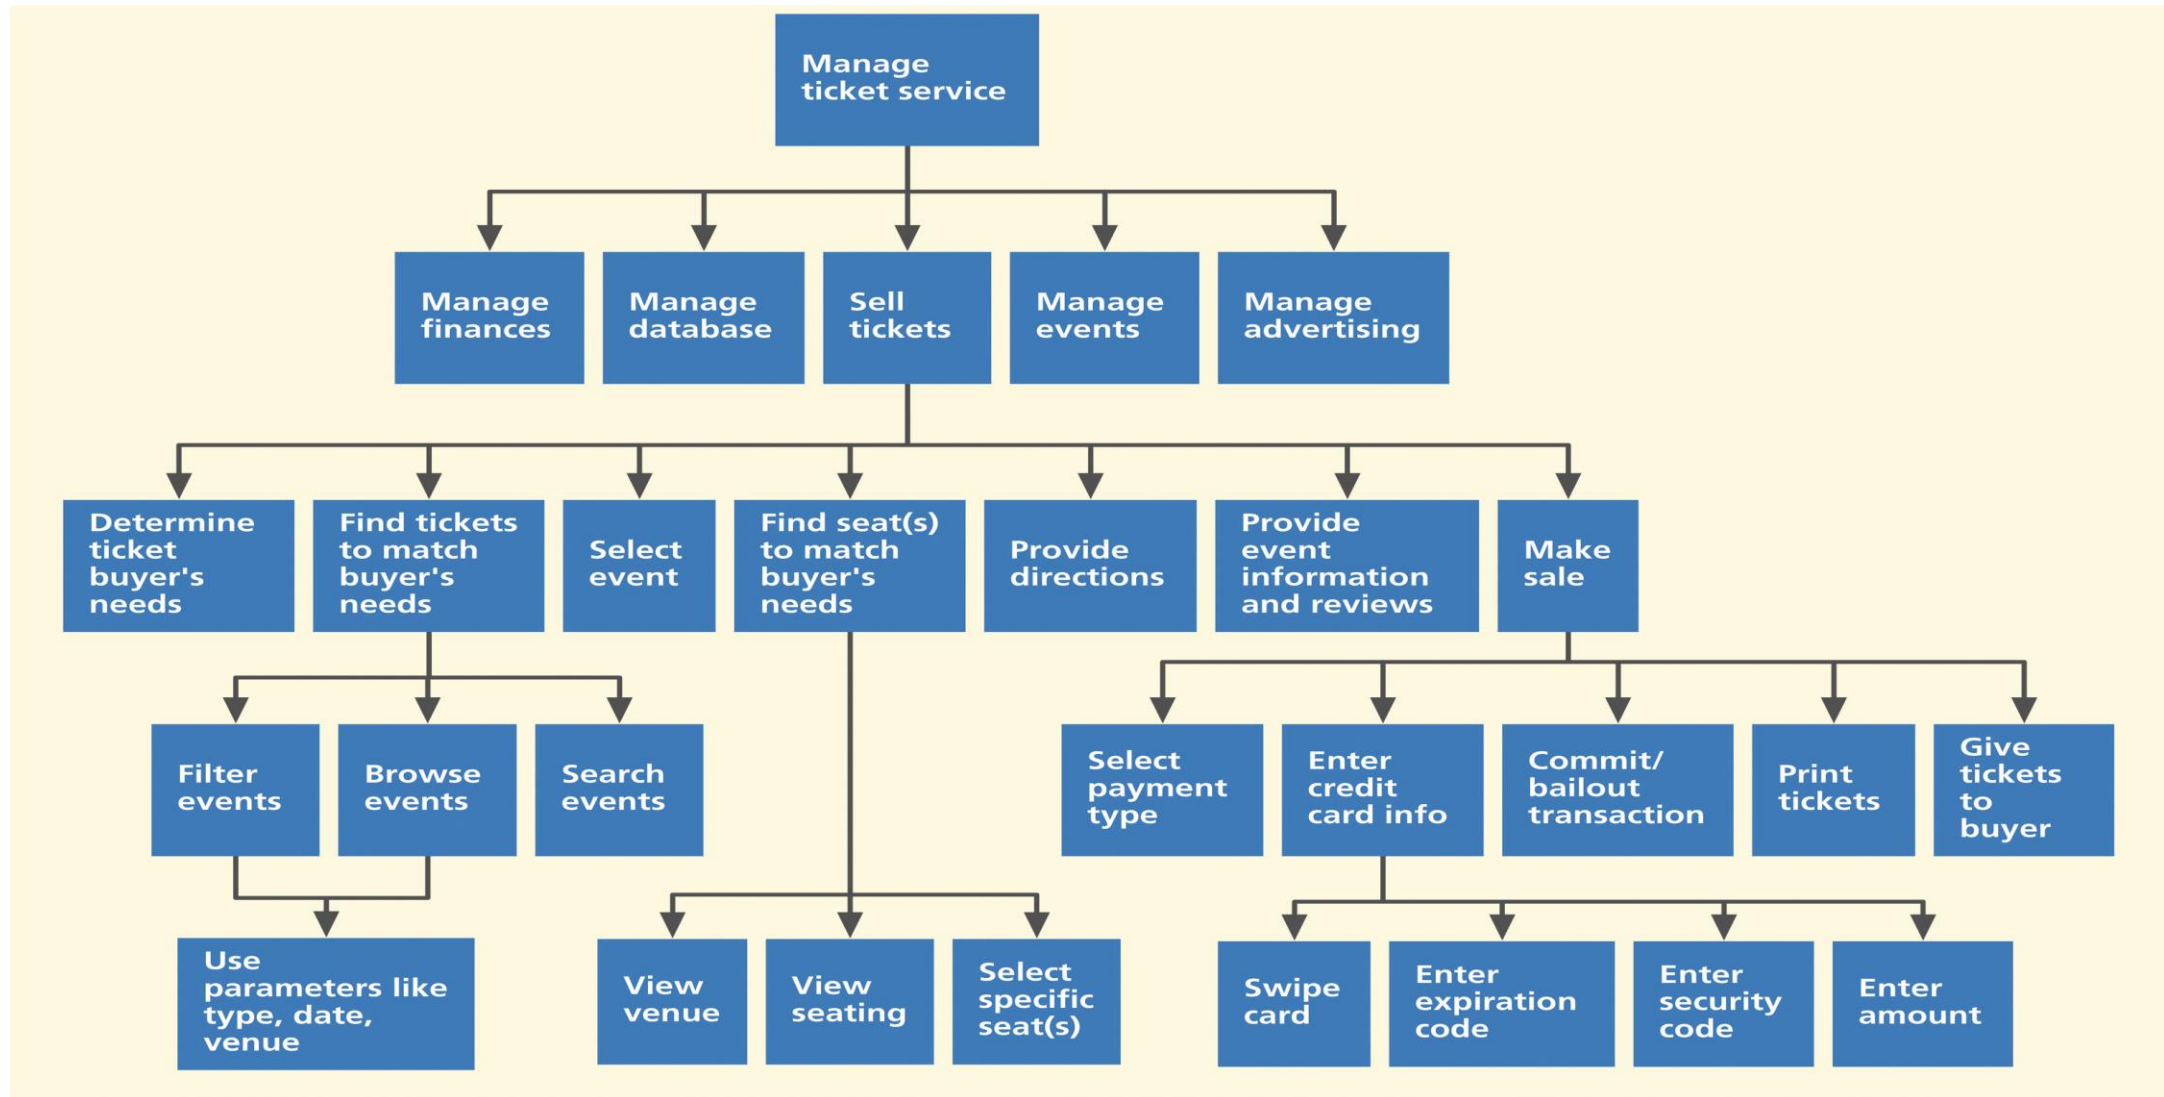 Manage
ticket service
Manage
finances
Manage
database
Sell
tickets
Manage
events
Manage
advertising
Determine
ticket
buyer's
needs
Find tickets
to match
buyer's
needs
Select
event
Find seat(s)
to match
buyer's
needs
Provide
directions
Provide
event
information
and reviews
Make
sale
Filter
events
Browse
events
Search
events
Select
payment
type
Enter
credit
card info
Commit/
bailout
transaction
Print
tickets
Give
tickets
to
buyer
Use
parameters like
type, date,
venue
View
venue
View
seating
Select
specific
seat(s)
Swipe
card
Enter
expiration
code
Enter
security
code
Enter
amount